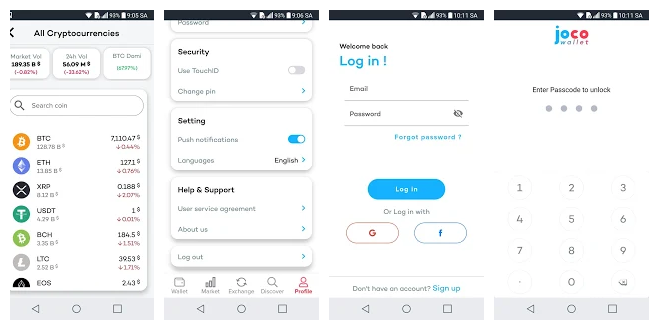 93% 9:05 SA
All Cryptocurrencies
Market Vol
189.35 B $
(-0.82%)
24h Vol
56.09 M $
(-33.62%)
BTC Domi
(67.97%)
Search coin
BTC 7,110.47 $
128.78 B $ ↓0.44%
ETH 127.1 $
13,85 B $ ↓0.76%
XRP 0.188 $
8.12 B $ ↓2.07%
USDT 1 $
4.29 B $ ↓0.01%
BCH 184.5 $
3.35 B $ ↓1.51%
LTC 39.53 $
2.52 B $ ↓1.71%
EOS 2.43 $
93% 9:06 SA
Password
Security
Use TouchID
Change pin
Setting
Push notifications
Languages English
Help & Support
User service agreement
About us
Log out
Wallet Market Exchange Discover Profile
93% 10:11 SA
Welcome back
Log in !
Email
Password
Forgot password ?
Log In
Or Log in with
G f
Don't have an account? Sign up
93% 10:11 SA
joco
wallet
Enter Passcode to unlock
1 2 3
4 5 6
7 8 9
. 0